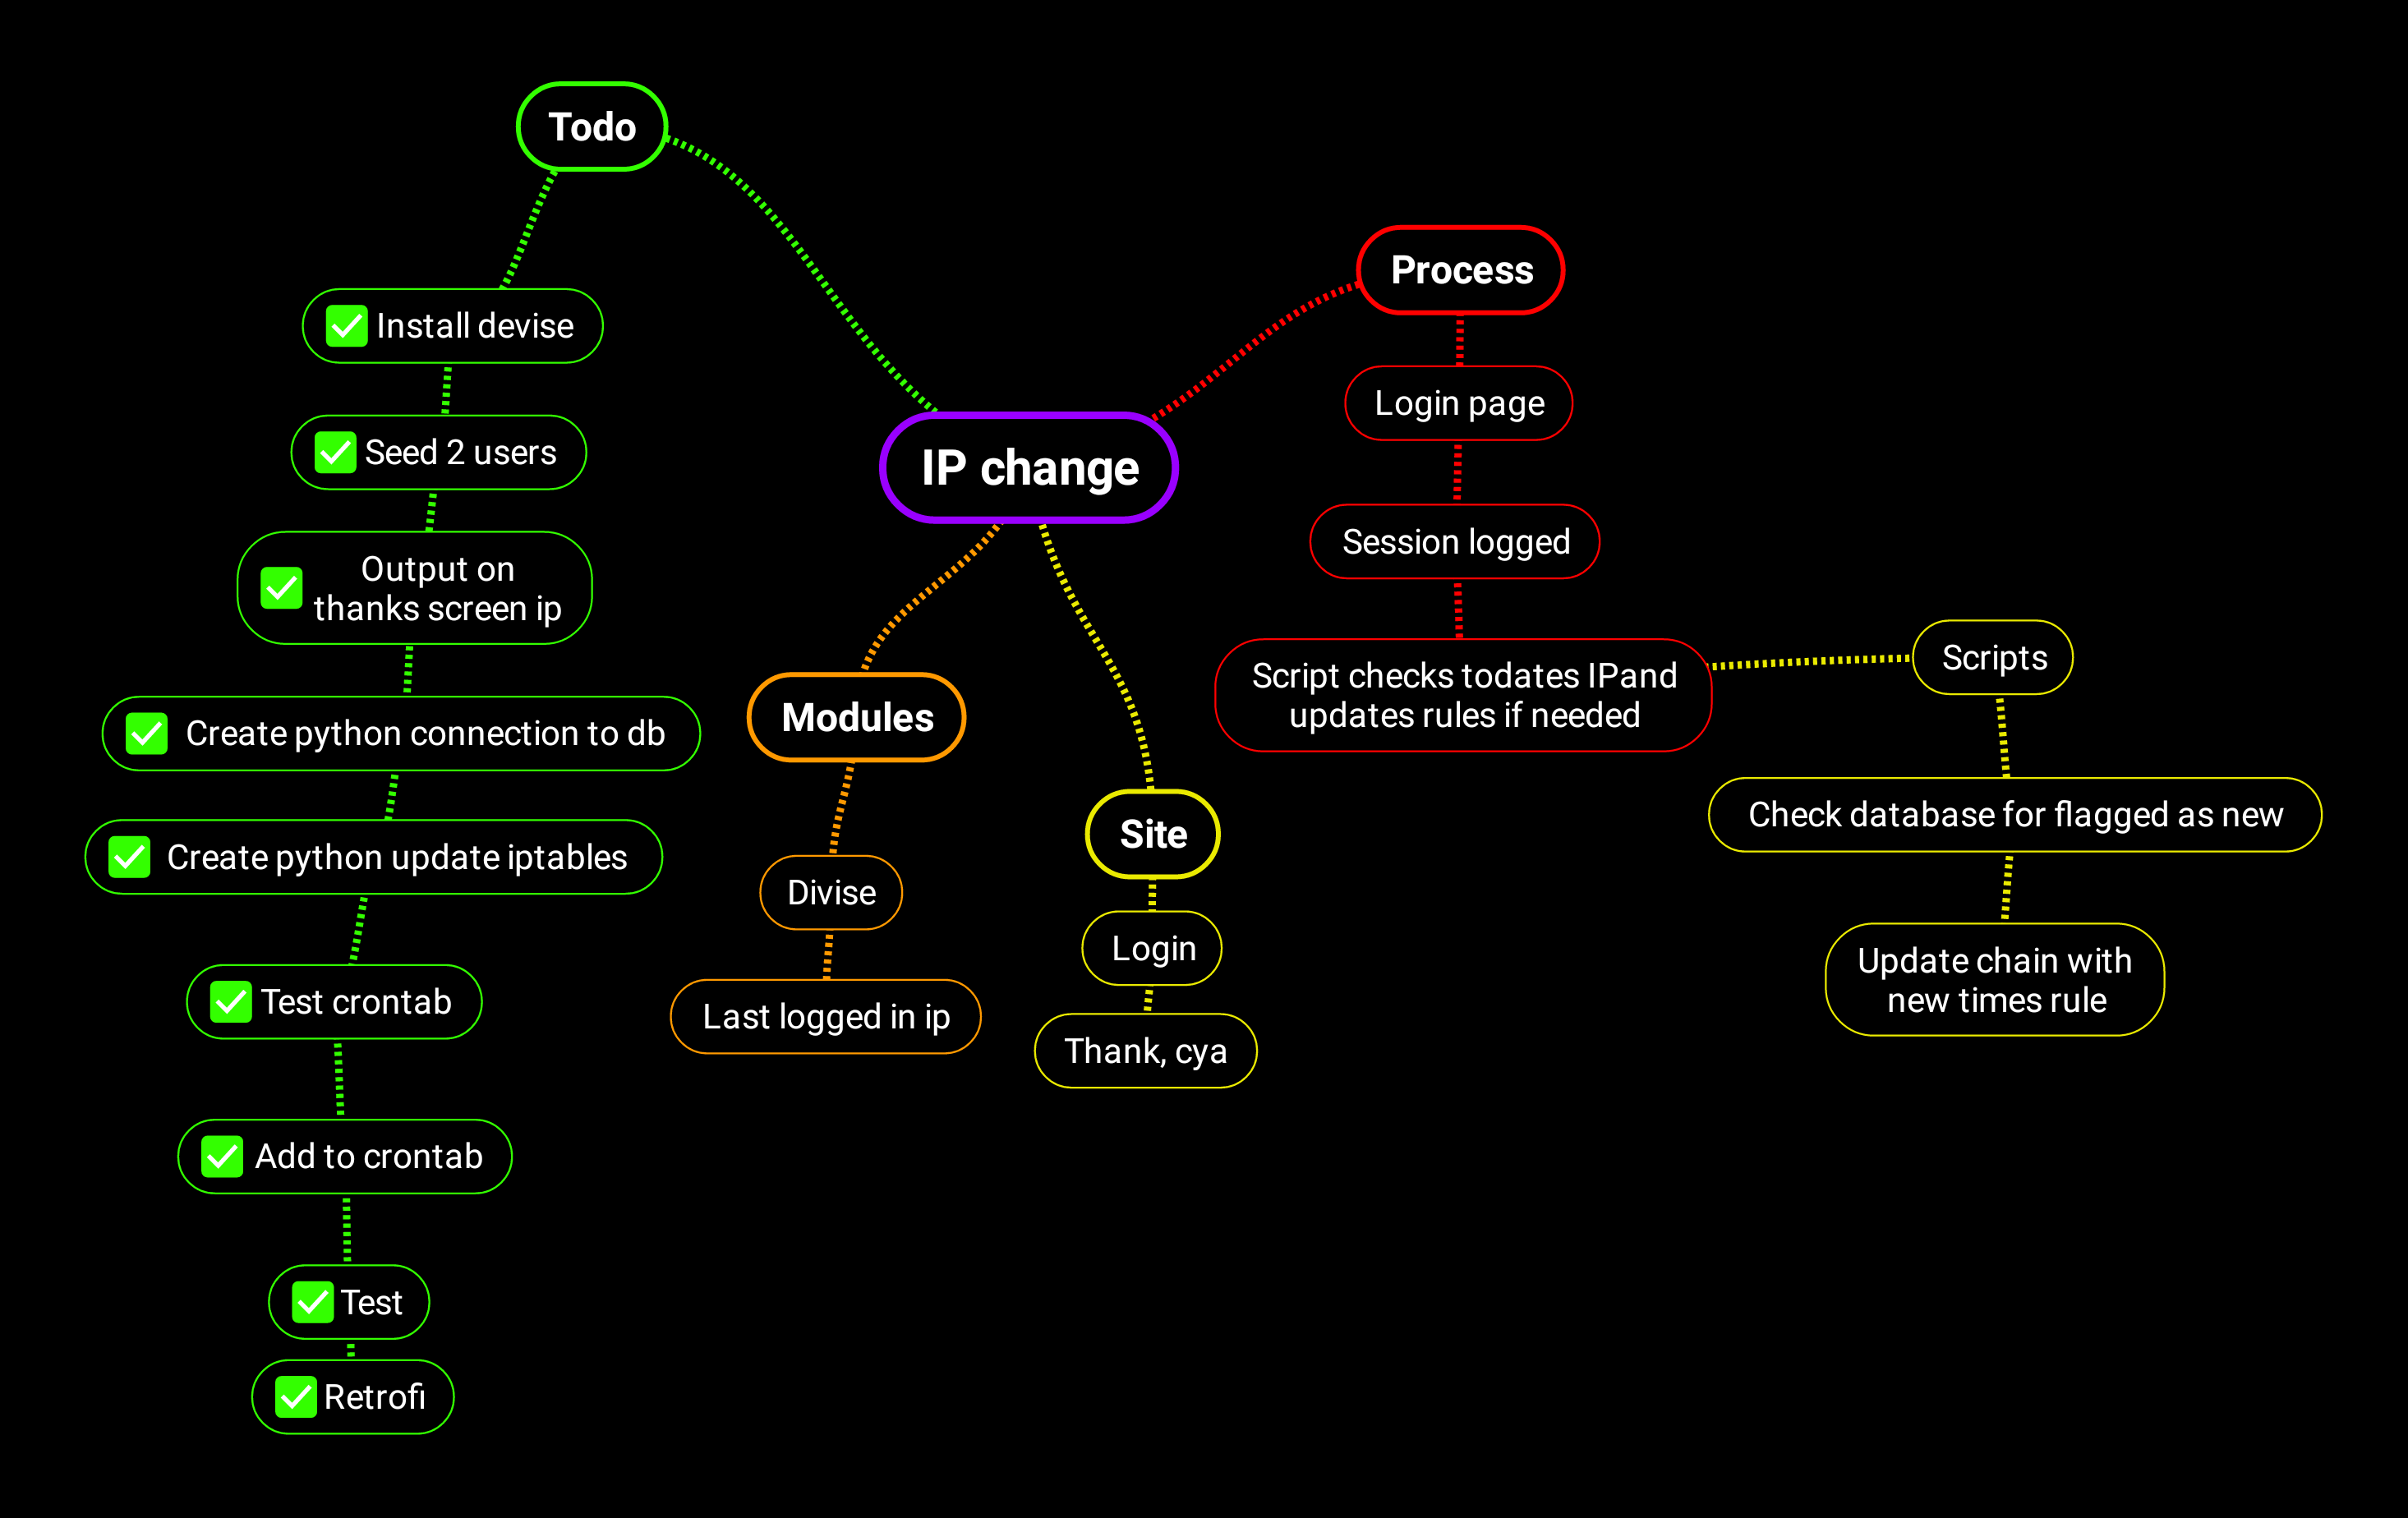 Todo
Install devise
Seed 2 users
Output on
thanks screen ip
Create python connection to db
Create python update iptables
Test crontab
Add to crontab
Test
Retrofi
IP change
Modules
Divise
Last logged in ip
Site
Login
Thank, cya
Process
Login page
Session logged
Script checks todates IPand
updates rules if needed
Scripts
Check database for flagged as new
Update chain with
new times rule